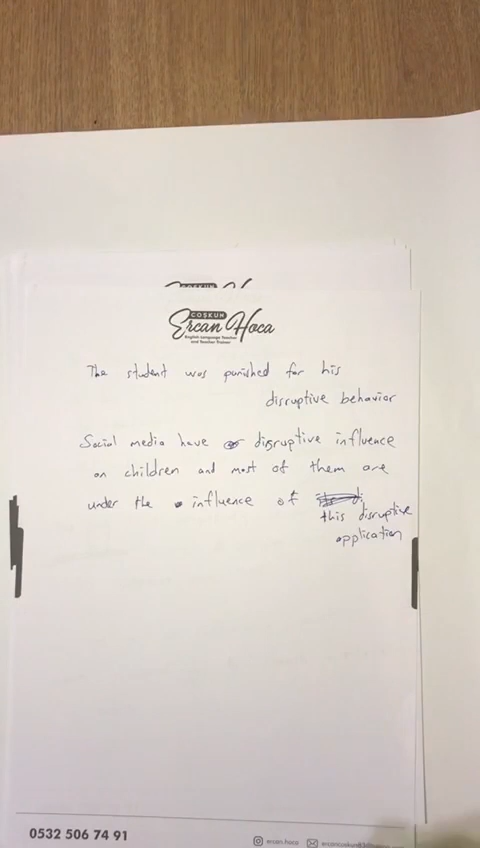 COŞKUN
COŞKUN
Ercan Hoca
English Language Teacher
and Teacher Trainer
The student was punished for his
disruptive behavior
Social media have disruptive influence
on children and most of them are
under the influence of
this disruptive
application
0532 506 74 91
ercan.hoca